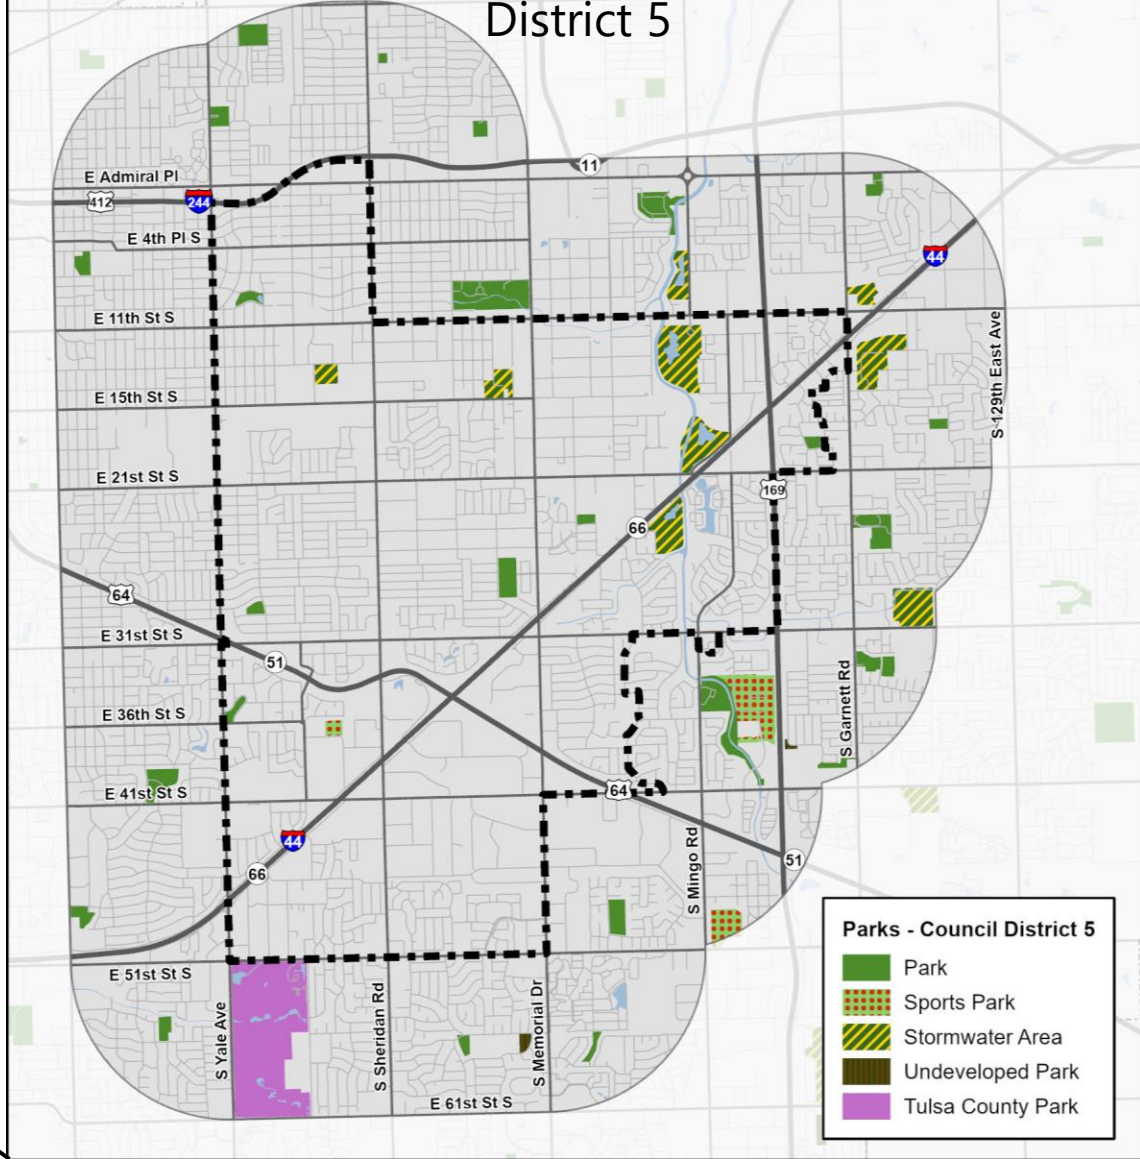 District 5
11
E Admiral Pl
412
244
E 4th Pl S
44
E 11th St S
S 129th East Ave
E 15th St S
E 21st St S
169
66
64
E 31st St S
51
E 36th St S
S Garnett Rd
E 41st St S
64
44
66
S Mingo Rd
51
E 51st St S
S Yale Ave
S Sheridan Rd
S Memorial Dr
E 61st St S
Parks - Council District 5
Park
Sports Park
Stormwater Area
Undeveloped Park
Tulsa County Park